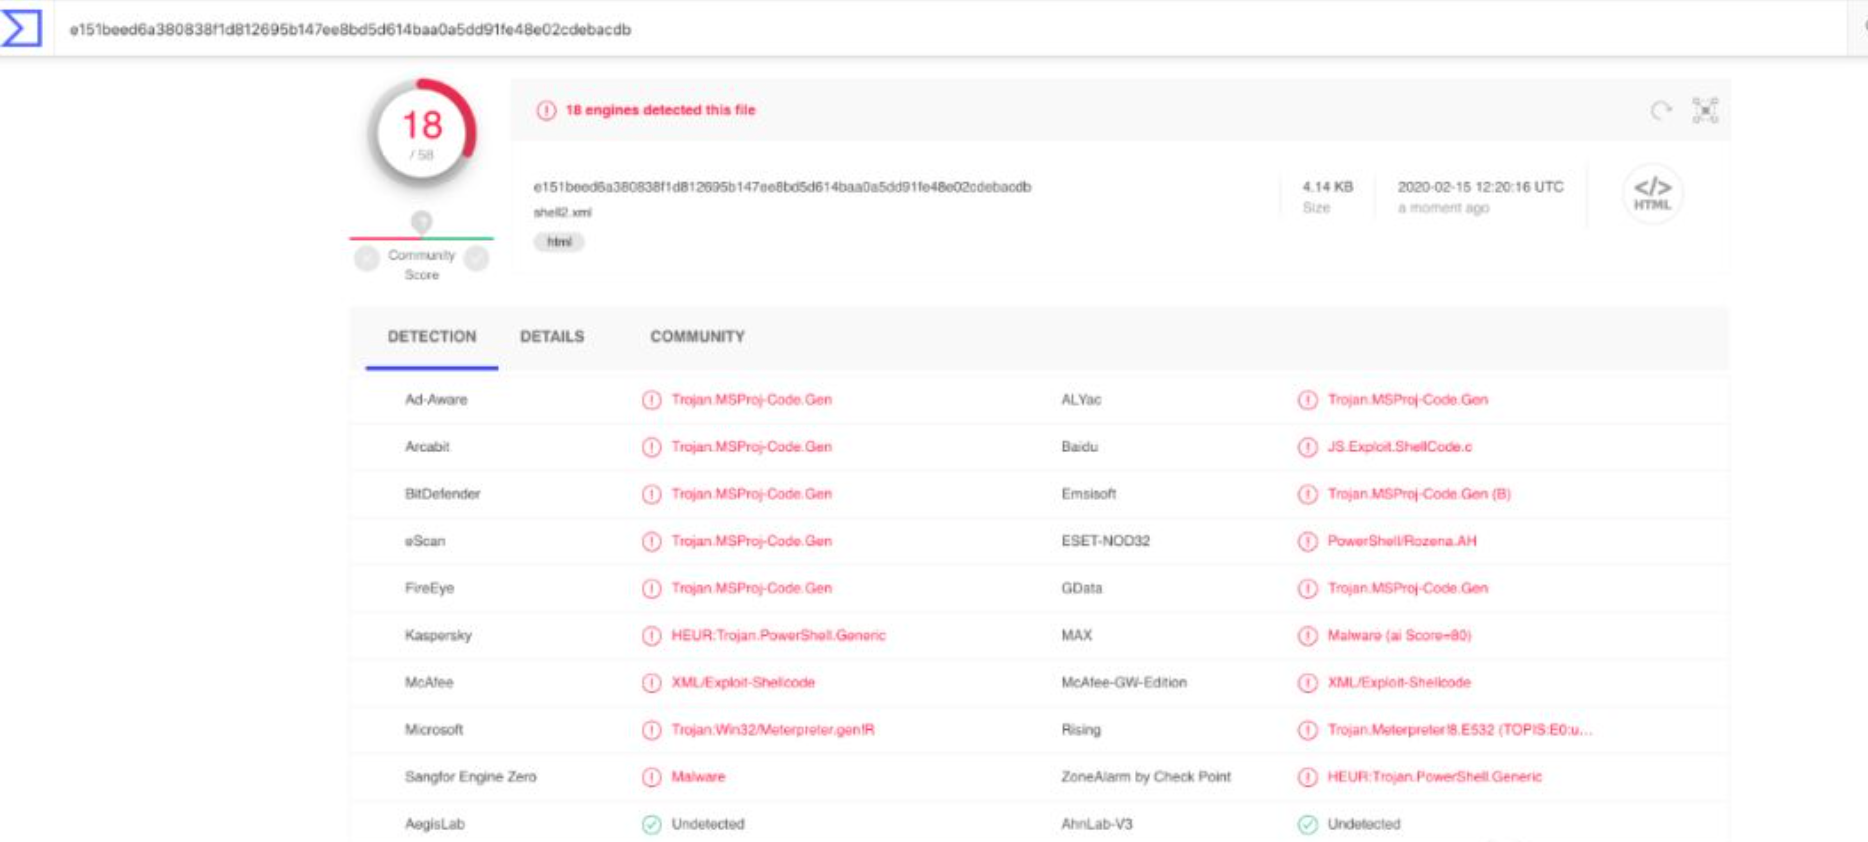 e151beed6a380838f1d812695b147ee8bd5d614baa0a5dd91fe48e02cdebacdb
18
/ 58
18 engines detected this file
e151beed6a380838f1d812695b147ee8bd5d614baa0a5dd91fe48e02cdebacdb
shell2.xml
html
4.14 KB
Size
2020-02-15 12:20:16 UTC
a moment ago
</>
HTML
Community
Score
DETECTION DETAILS COMMUNITY
Ad-Aware Trojan.MSProj-Code.Gen ALYac Trojan.MSProj-Code.Gen
Arcabit Trojan.MSProj-Code.Gen Baidu JS.Exploit.ShellCode.c
BitDefender Trojan.MSProj-Code.Gen Emsisoft Trojan.MSProj-Code.Gen (B)
eScan Trojan.MSProj-Code.Gen ESET-NOD32 PowerShell/Rozena.AH
FireEye Trojan.MSProj-Code.Gen GData Trojan.MSProj-Code.Gen
Kaspersky HEUR:Trojan.PowerShell.Generic MAX Malware (ai Score=80)
McAfee XML/Exploit-Shellcode McAfee-GW-Edition XML/Exploit-Shellcode
Microsoft Trojan:Win32/Meterpreter.gen!R Rising Trojan.Meterpreter!8.E532 (TOPIS:E0:u...
Sangfor Engine Zero Malware ZoneAlarm by Check Point HEUR:Trojan.PowerShell.Generic
AegisLab Undetected AhnLab-V3 Undetected